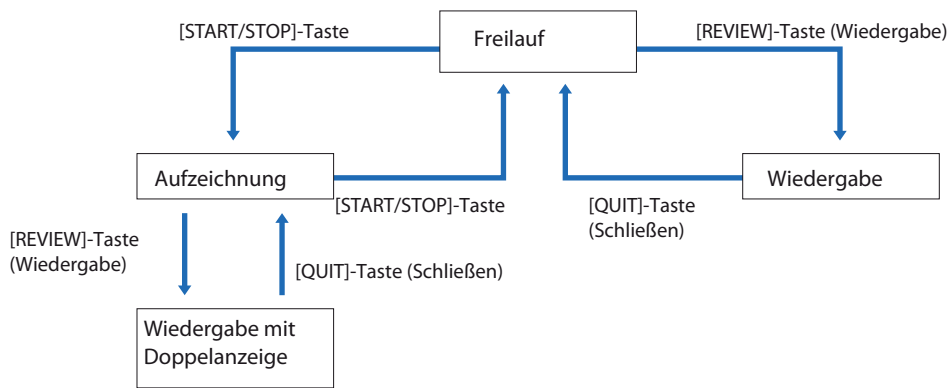 [START/STOP]-Taste
Freilauf
[REVIEW]-Taste (Wiedergabe)
Aufzeichnung
Wiedergabe
[START/STOP]-Taste
[QUIT]-Taste
(Schließen)
[REVIEW]-Taste
(Wiedergabe)
[QUIT]-Taste (Schließen)
Wiedergabe mit
Doppelanzeige